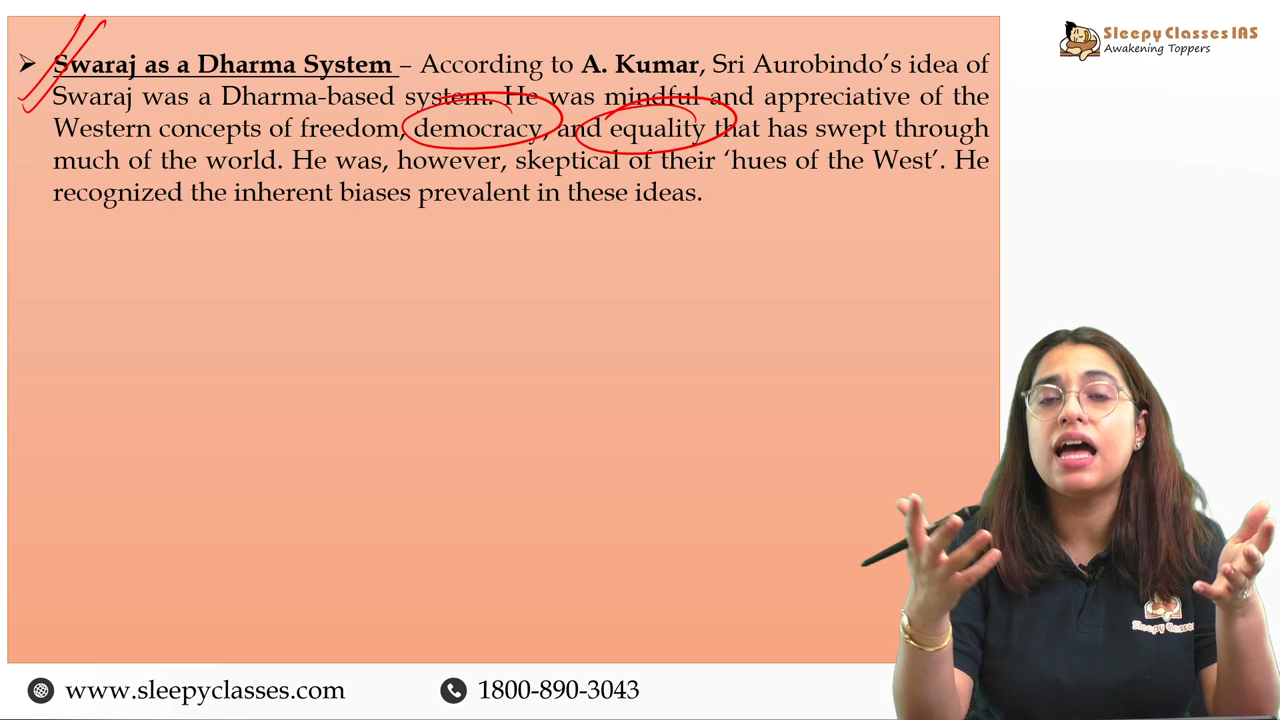 Sleepy Classes IAS
Awakening Toppers
➢ Swaraj as a Dharma System – According to A. Kumar, Sri Aurobindo’s idea of
Swaraj was a Dharma-based system. He was mindful and appreciative of the
Western concepts of freedom, democracy, and equality that has swept through
much of the world. He was, however, skeptical of their ‘hues of the West’. He
recognized the inherent biases prevalent in these ideas.
Sleepy Classes
www.sleepyclasses.com
1800-890-3043